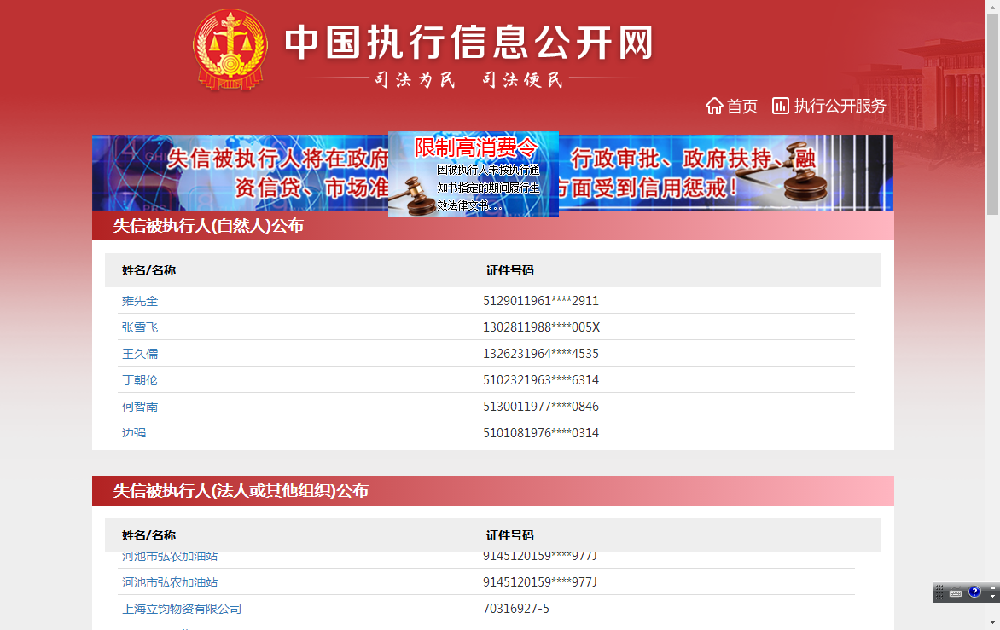 中国执行信息公开网
司法为民 司法便民
首页 执行公开服务
失信被执行人将在政府
行政审批、政府扶持、融
资信贷、市场准
方面受到信用惩戒！
限制高消费令
因被执行人未按执行通
知书指定的期间履行生
效法律文书。。。
失信被执行人(自然人)公布
姓名/名称 证件号码
雍先全 5129011961****2911
张雪飞 1302811988****005X
王久儒 1326231964****4535
丁朝伦 5102321963****6314
何智南 5130011977****0846
边强 5101081976****0314
失信被执行人(法人或其他组织)公布
姓名/名称 证件号码
河池市弘农加油站 9145120159****977J
河池市弘农加油站 9145120159****977J
上海立钧物资有限公司 70316927-5